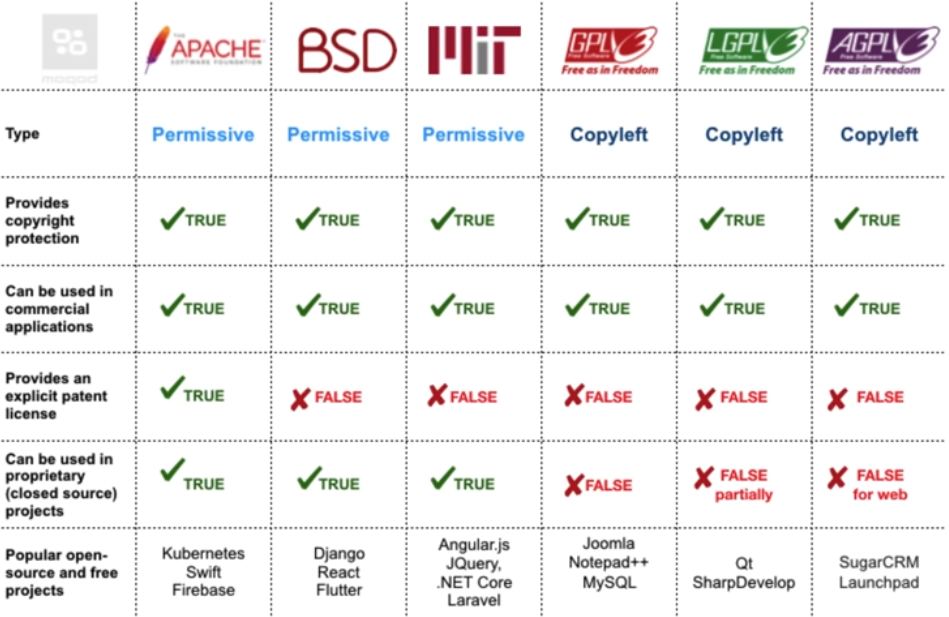 moqod
THE
APACHE
SOFTWARE FOUNDATION
BSD
MiT
GPLv3
Free Software
Free as in Freedom
LGPLv3
Free Software
Free as in Freedom
AGPLv3
Free Software
Free as in Freedom
Type
Permissive
Permissive
Permissive
Copyleft
Copyleft
Copyleft
Provides
copyright
protection
TRUE
TRUE
TRUE
TRUE
TRUE
TRUE
Can be used in
commercial
applications
TRUE
TRUE
TRUE
TRUE
TRUE
TRUE
Provides an
explicit patent
license
TRUE
FALSE
FALSE
FALSE
FALSE
FALSE
Can be used in
proprietary
(closed source)
projects
TRUE
TRUE
TRUE
FALSE
FALSE
partially
FALSE
for web
Popular open-
source and free
projects
Kubernetes
Swift
Firebase
Django
React
Flutter
Angular.js
JQuery,
.NET Core
Laravel
Joomla
Notepad++
MySQL
Qt
SharpDevelop
SugarCRM
Launchpad